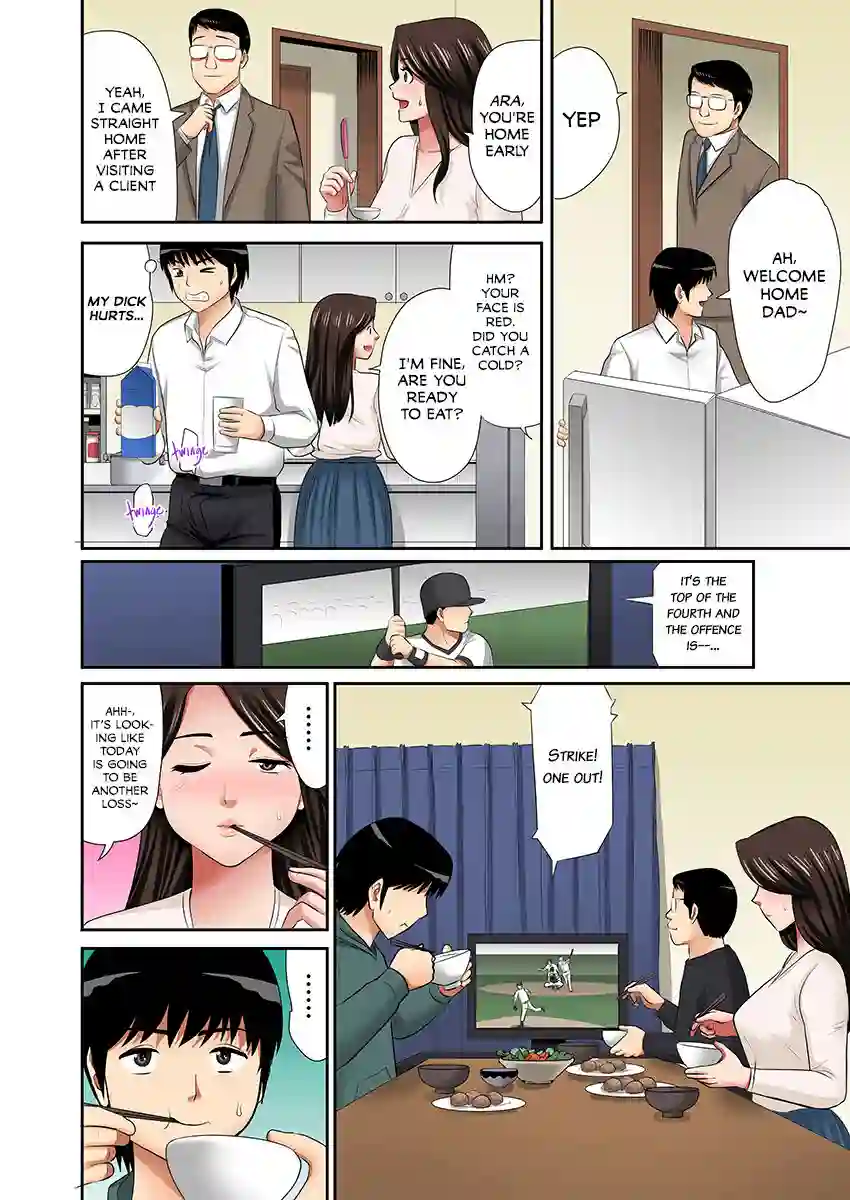 AH,
WELCOME
HOME
DAD~
YEP
ARA,
YOU'RE
HOME
EARLY
YEAH,
I CAME
STRAIGHT
HOME
AFTER
VISITING
A CLIENT
HM?
YOUR
FACE IS
RED.
DID YOU
CATCH A
COLD?
I'M FINE,
ARE YOU
READY
TO EAT?
MY DICK
HURTS...
twinge
twinge
IT'S THE
TOP OF THE
FOURTH AND
THE OFFENCE
IS--...
STRIKE!
ONE OUT!
......
AHH-,
IT'S LOOK-
ING LIKE
TODAY
IS GOING
TO BE
ANOTHER
LOSS~
......